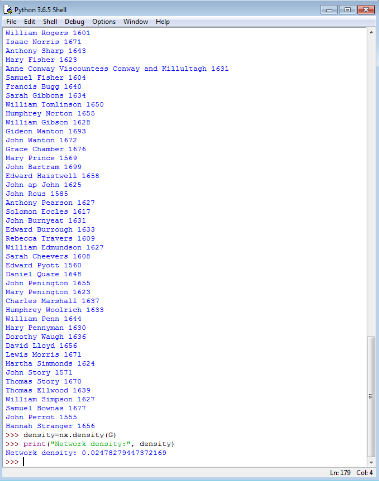 Python 3.6.5 Shell
File Edit Shell Debug Options Window Help
William Rogers 1601
Isaac Norris 1671
Anthony Sharp 1643
Mary Fisher 1623
Anne Conway Viscountess Conway and Killultagh 1631
Samuel Fisher 1604
Francis Bugg 1640
Sarah Gibbons 1634
William Tomlinson 1650
Humphrey Norton 1655
William Gibson 1628
Gideon Wanton 1693
John Wanton 1672
Grace Chamber 1676
Mary Prince 1569
John Bartram 1699
Edward Haistwell 1658
John ap John 1625
John Rous 1585
Anthony Pearson 1627
Solomon Eccles 1617
John Burnyeat 1631
Edward Burrough 1633
Rebecca Travers 1609
William Edmundson 1627
Sarah Cheevers 1608
Edward Pyott 1560
Daniel Quare 1648
John Penington 1655
Mary Penington 1623
Charles Marshall 1637
Humphrey Woolrich 1633
William Penn 1644
Mary Pennyman 1630
Dorothy Waugh 1636
David Lloyd 1656
Lewis Morris 1671
Martha Simmonds 1624
John Story 1571
Thomas Story 1670
Thomas Ellwood 1639
William Simpson 1627
Samuel Bownas 1677
John Perrot 1555
Hannah Stranger 1656
>>> density=nx.density(G)
>>> print("Network density:", density)
Network density: 0.02478279447372169
>>>
Ln: 179 Col: 4